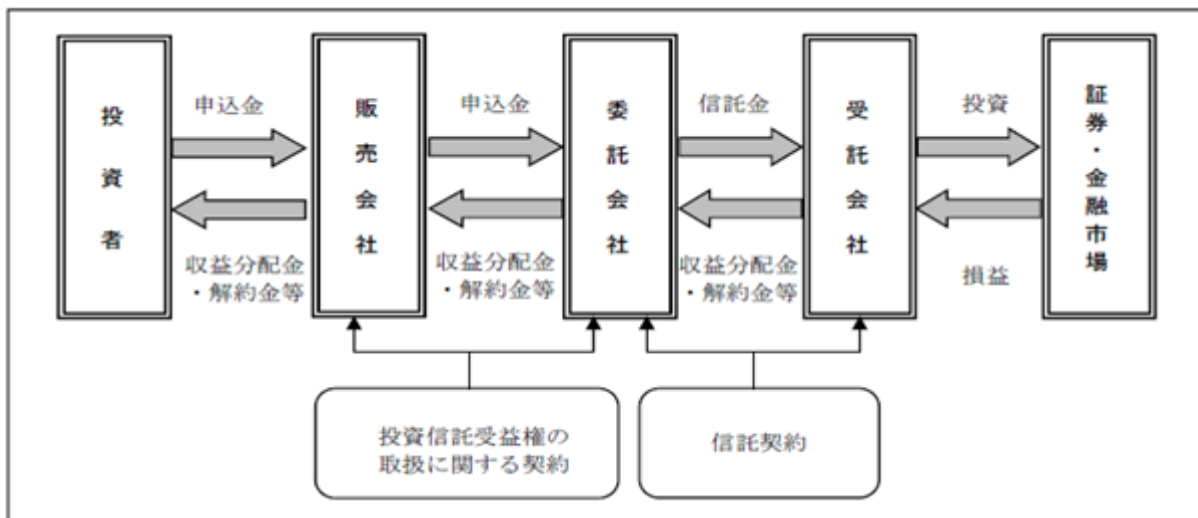 投資者
申込金
収益分配金
・解約金等
販売会社
申込金
収益分配金
・解約金等
委託会社
信託金
収益分配金
・解約金等
受託会社
投資
損益
証券・金融市場
投資信託受益権の
取扱に関する契約
信託契約